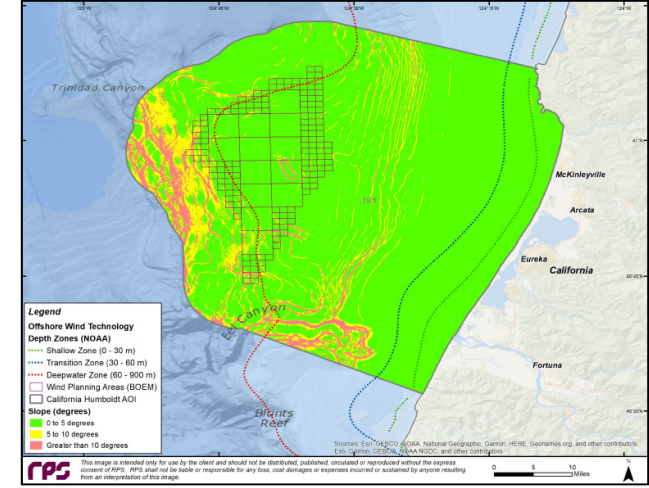 125°W
124°45'W
124°30'W
124°15'W
124°W
Trinidad Canyon
41°N
McKinleyville
395
Arcata
Eureka
California
40°45'N
Eel Canyon
Fortuna
Blunts
Reef
40°30'N
Legend
Offshore Wind Technology
Depth Zones (NOAA)
Shallow Zone (0 - 30 m)
Transition Zone (30 - 60 m)
Deepwater Zone (60 - 900 m)
Wind Planning Areas (BOEM)
California Humboldt AOI
Slope (degrees)
0 to 5 degrees
5 to 10 degrees
Greater than 10 degrees
Sources: Esri, GEBCO, NOAA, National Geographic, Garmin, HERE, Geonames.org, and other contributors,
Esri, Garmin, GEBCO, NOAA NGDC, and other contributors
rps
This image is intended only for use by the client and should not be distributed, published, circulated or reproduced without the express
consent of RPS. RPS shall not be liable or responsible for any loss, cost damages or expenses incurred or sustained by anyone resulting
from an interpretation of this image.
0 5 10
Miles
N